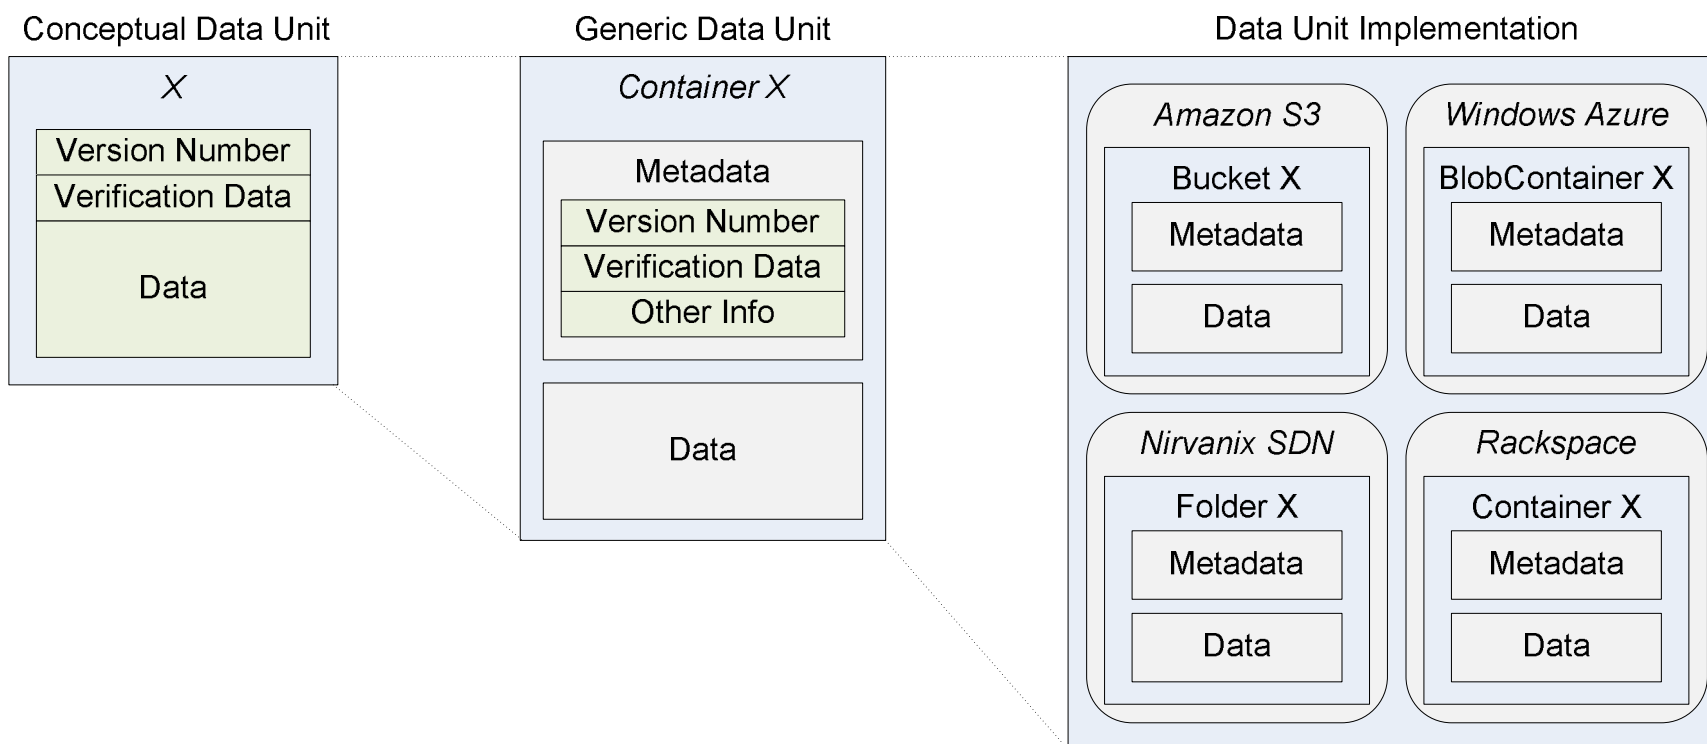 Conceptual Data Unit
X
Version Number
Verification Data
Data
Generic Data Unit
Container X
Metadata
Version Number
Verification Data
Other Info
Data
Data Unit Implementation
Amazon S3
Bucket X
Metadata
Data
Windows Azure
BlobContainer X
Metadata
Data
Nirvanix SDN
Folder X
Metadata
Data
Rackspace
Container X
Metadata
Data